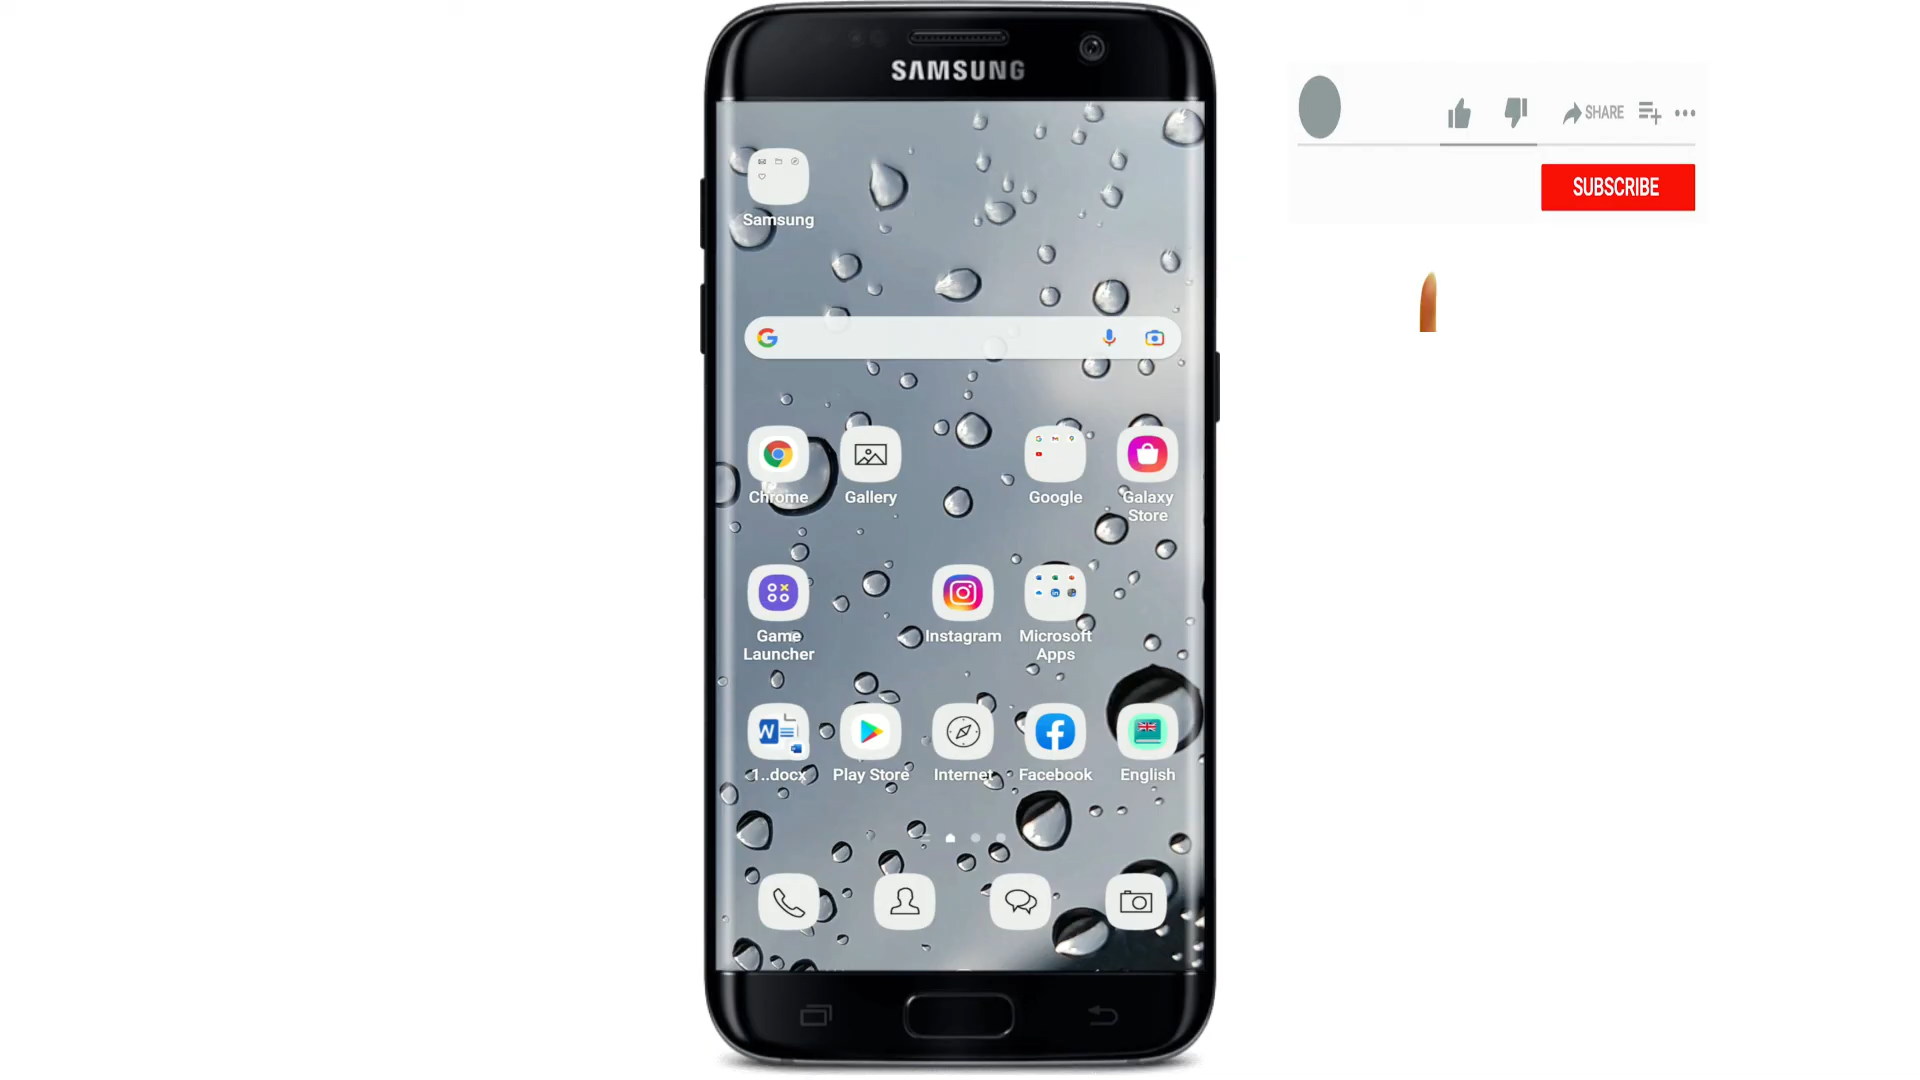 SAMSUNG
SHARE
SUBSCRIBE
Samsung
Chrome
Gallery
Google
Galaxy
Store
Game
Launcher
Instagram
Microsoft
Apps
W
1..docx
Play Store
Internet
Facebook
English